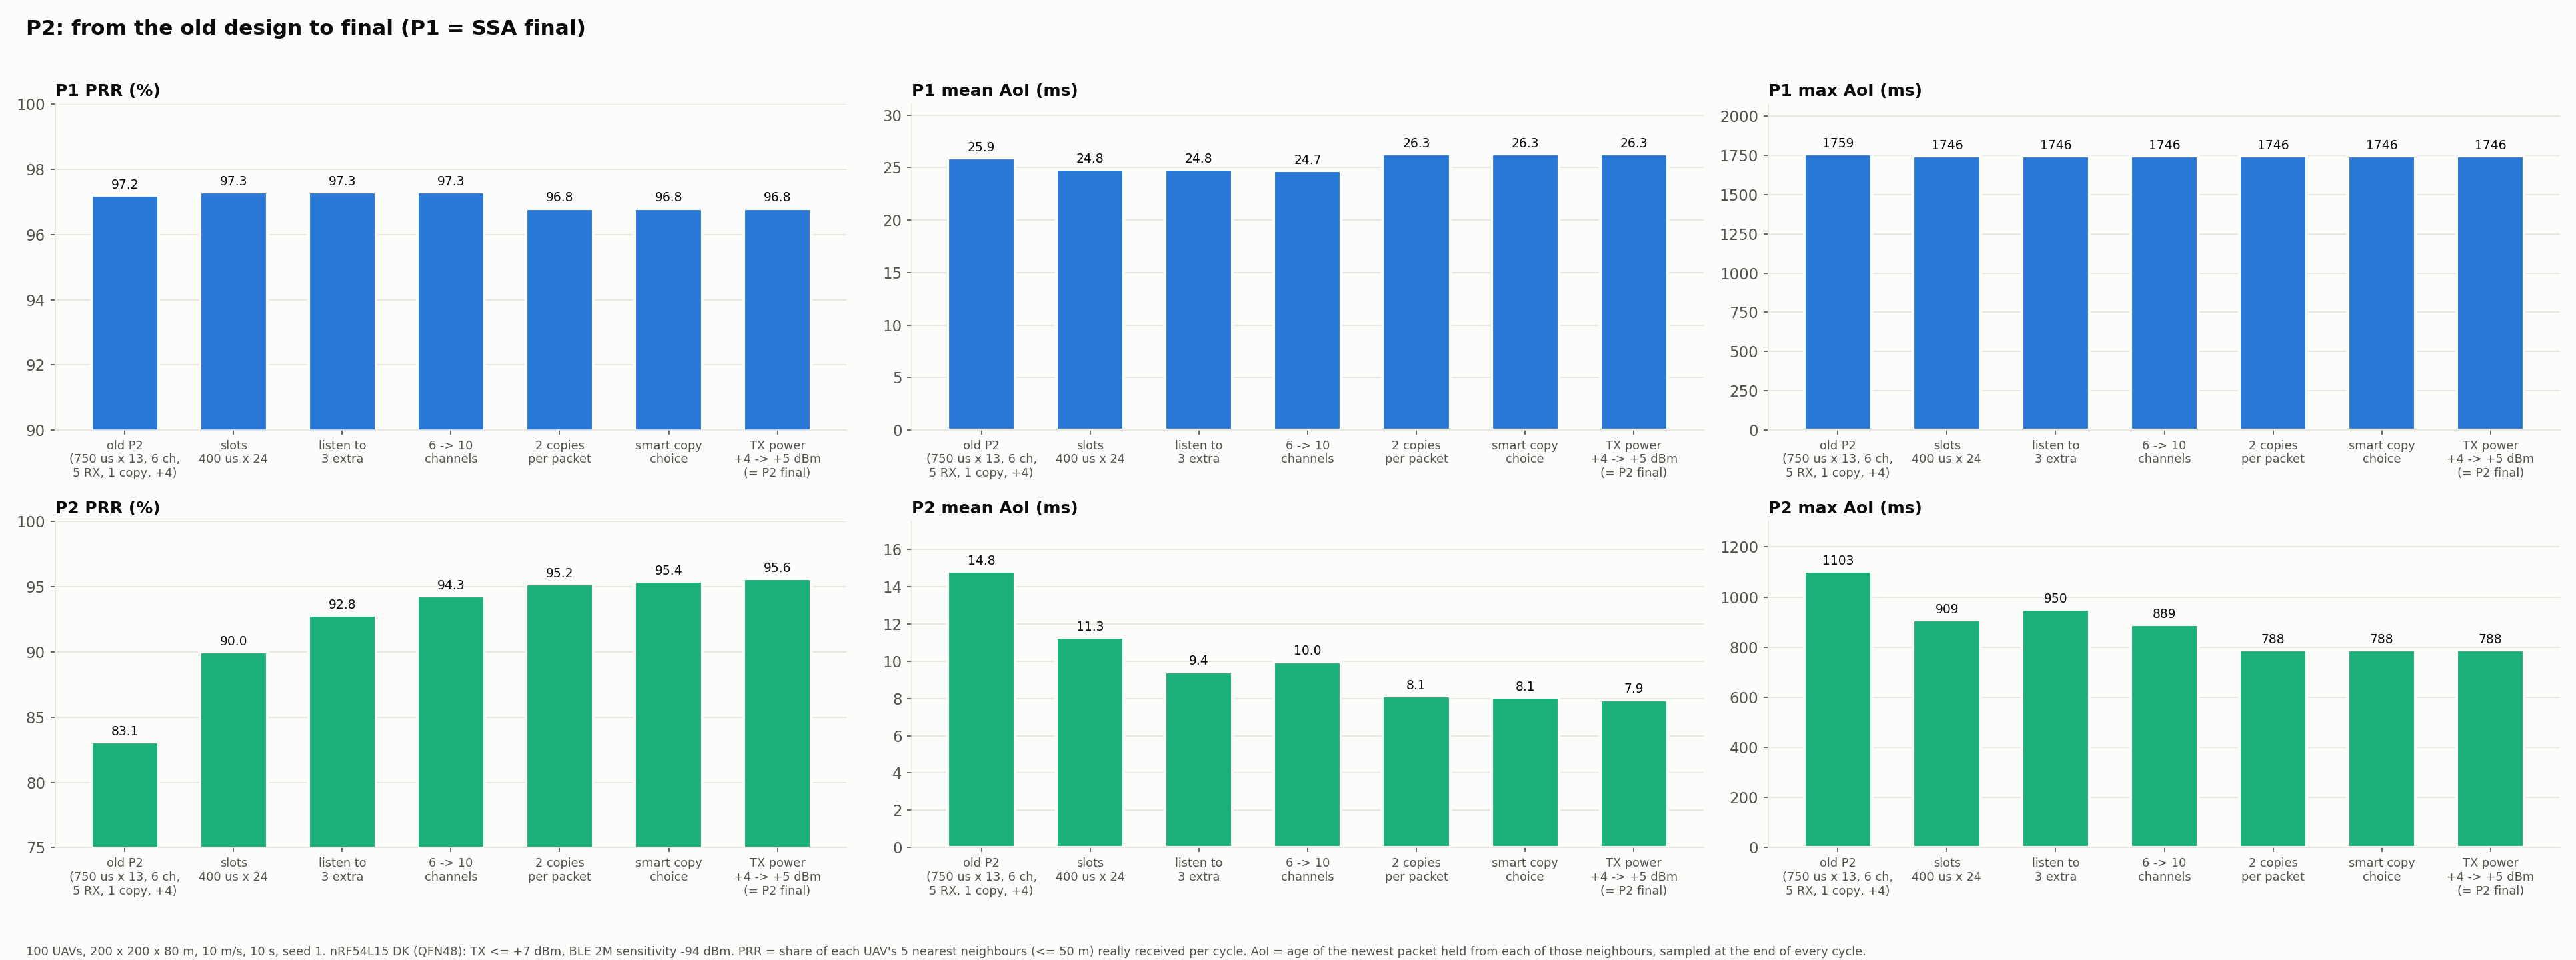 P2: from the old design to final (P1 = SSA final)
P1 PRR (%)
100
98
96
94
92
90
97.2
97.3
97.3
97.3
96.8
96.8
96.8
old P2
(750 us x 13, 6 ch,
5 RX, 1 copy, +4)
slots
400 us x 24
listen to
3 extra
6 -> 10
channels
2 copies
per packet
smart copy
choice
TX power
+4 -> +5 dBm
(= P2 final)
P1 mean AoI (ms)
30
25
20
15
10
5
0
25.9
24.8
24.8
24.7
26.3
26.3
26.3
old P2
(750 us x 13, 6 ch,
5 RX, 1 copy, +4)
slots
400 us x 24
listen to
3 extra
6 -> 10
channels
2 copies
per packet
smart copy
choice
TX power
+4 -> +5 dBm
(= P2 final)
P1 max AoI (ms)
2000
1750
1500
1250
1000
750
500
250
0
1759
1746
1746
1746
1746
1746
1746
old P2
(750 us x 13, 6 ch,
5 RX, 1 copy, +4)
slots
400 us x 24
listen to
3 extra
6 -> 10
channels
2 copies
per packet
smart copy
choice
TX power
+4 -> +5 dBm
(= P2 final)
P2 PRR (%)
100
95
90
85
80
75
83.1
90.0
92.8
94.3
95.2
95.4
95.6
old P2
(750 us x 13, 6 ch,
5 RX, 1 copy, +4)
slots
400 us x 24
listen to
3 extra
6 -> 10
channels
2 copies
per packet
smart copy
choice
TX power
+4 -> +5 dBm
(= P2 final)
P2 mean AoI (ms)
16
14
12
10
8
6
4
2
0
14.8
11.3
9.4
10.0
8.1
8.1
7.9
old P2
(750 us x 13, 6 ch,
5 RX, 1 copy, +4)
slots
400 us x 24
listen to
3 extra
6 -> 10
channels
2 copies
per packet
smart copy
choice
TX power
+4 -> +5 dBm
(= P2 final)
P2 max AoI (ms)
1200
1000
800
600
400
200
0
1103
909
950
889
788
788
788
old P2
(750 us x 13, 6 ch,
5 RX, 1 copy, +4)
slots
400 us x 24
listen to
3 extra
6 -> 10
channels
2 copies
per packet
smart copy
choice
TX power
+4 -> +5 dBm
(= P2 final)
100 UAVs, 200 x 200 x 80 m, 10 m/s, 10 s, seed 1. nRF54L15 DK (QFN48): TX <= +7 dBm, BLE 2M sensitivity -94 dBm. PRR = share of each UAV's 5 nearest neighbours (<= 50 m) really received per cycle. AoI = age of the newest packet held from each of those neighbours, sampled at the end of every cycle.